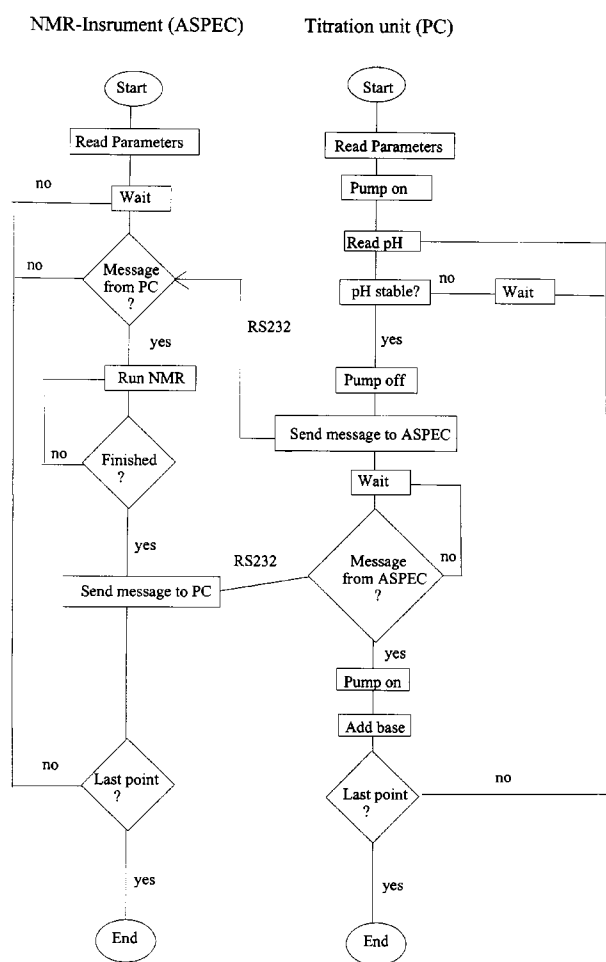 NMR-Insrument (ASPEC)
Titration unit (PC)
Start
Read Parameters
no
Wait
no
Message
from PC
?
yes
Run NMR
no
Finished
?
yes
Send message to PC
no
Last point
?
yes
End
RS232
RS232
Start
Read Parameters
Pump on
Read pH
pH stable?
no
Wait
yes
Pump off
Send message to ASPEC
Wait
Message
from ASPEC
?
no
yes
Pump on
Add base
Last point
?
no
yes
End